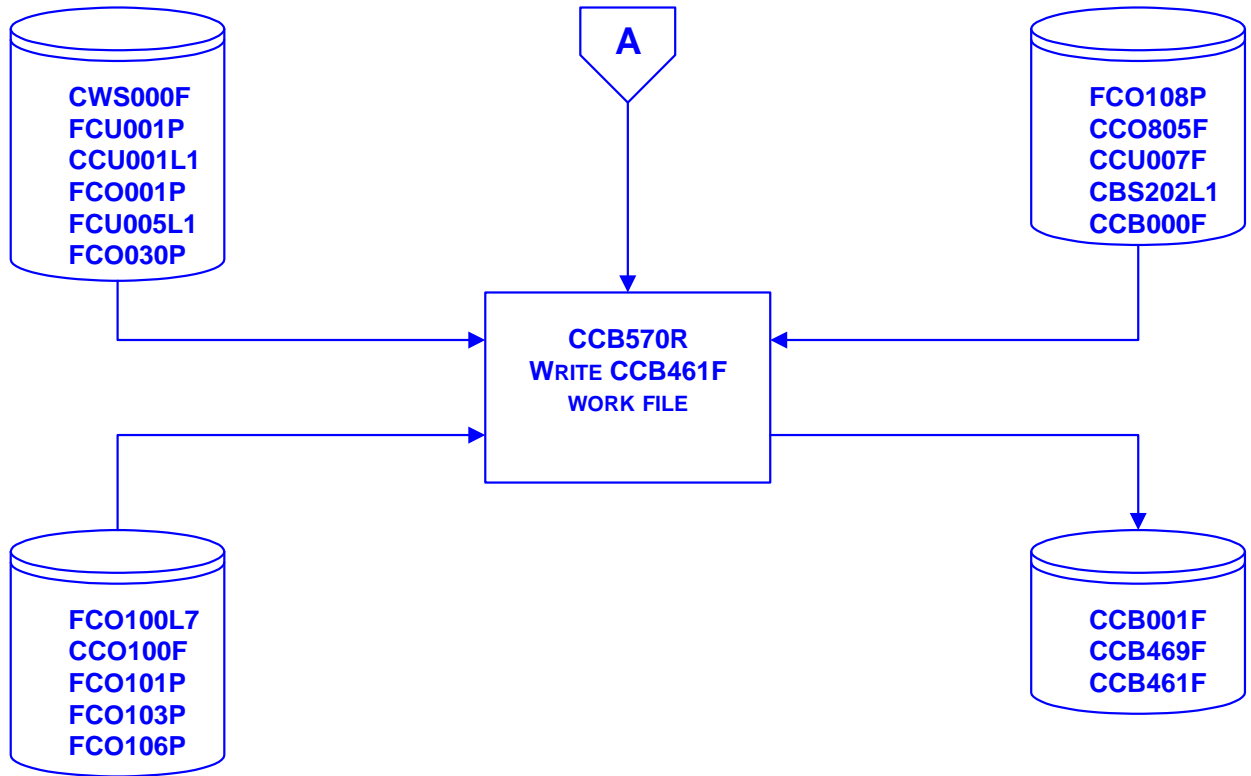 CWS000F
FCU001P
CCU001L1
FCO001P
FCU005L1
FCO030P
A
FCO108P
CCO805F
CCU007F
CBS202L1
CCB000F
CCB570R
WRITE CCB461F
WORK FILE
FCO100L7
CCO100F
FCO101P
FCO103P
FCO106P
CCB001F
CCB469F
CCB461F